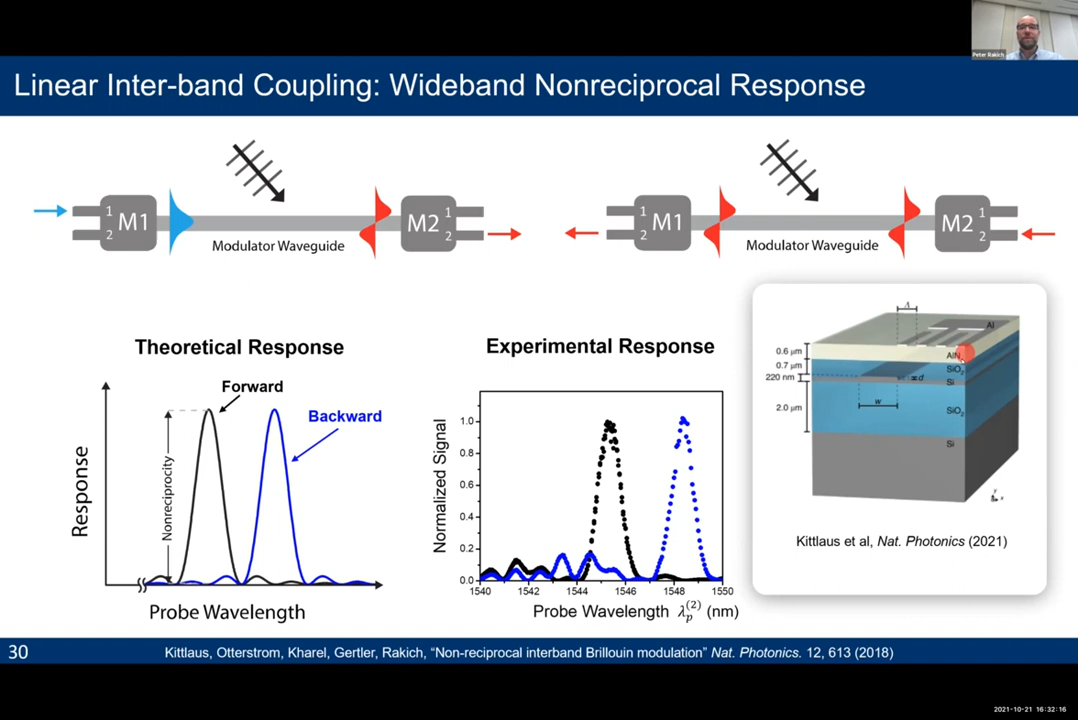 Peter Rakich
Linear Inter-band Coupling: Wideband Nonreciprocal Response
M1
1
2
Modulator Waveguide
M2
1
2
M1
1
2
Modulator Waveguide
M2
1
2
Theoretical Response
Forward
Backward
Nonreciprocity
Response
Probe Wavelength
Experimental Response
Normalized Signal
1.0
0.8
0.6
0.4
0.2
0.0
1540 1542 1544 1546 1548 1550
Probe Wavelength λₚ⁽²⁾ (nm)
Λ
Al
0.6 μm
AlN
0.7 μm
SiO₂
220 nm
Si
d
w
2.0 μm
SiO₂
Si
Y
x
Kittlaus et al, Nat. Photonics (2021)
30
Kittlaus, Otterstrom, Kharel, Gertler, Rakich, “Non-reciprocal interband Brillouin modulation” Nat. Photonics. 12, 613 (2018)
2021-10-21 16:32:16